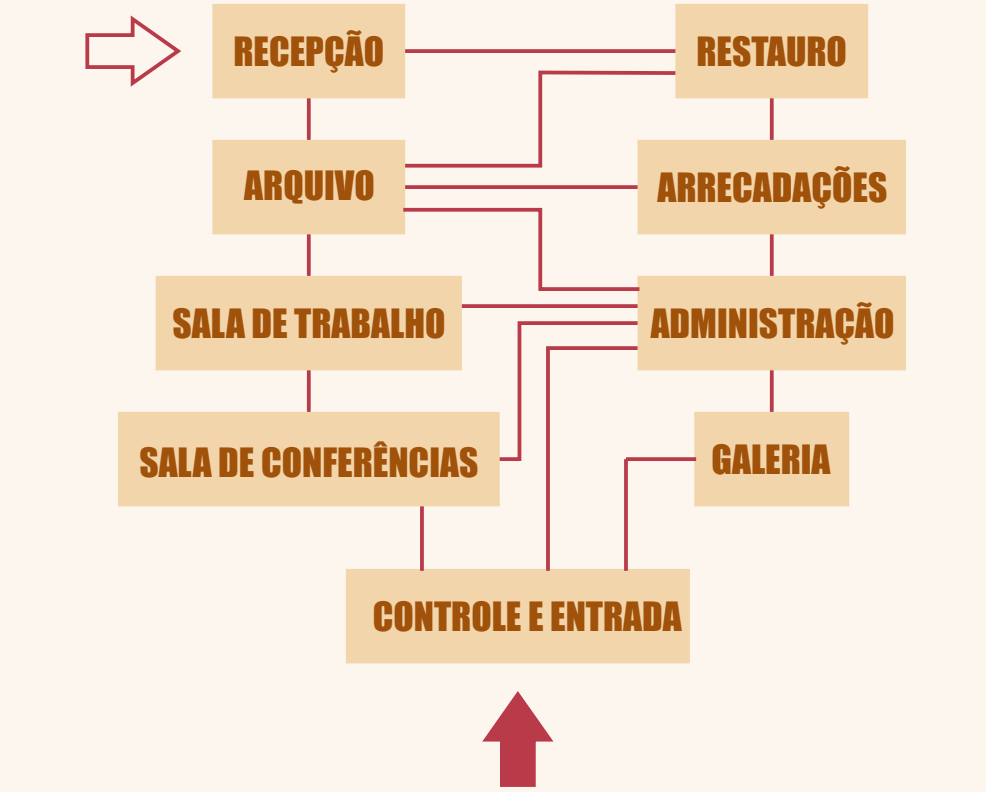 RECEPÇÃO
RESTAURO
ARQUIVO
ARRECADAÇÕES
SALA DE TRABALHO
ADMINISTRAÇÃO
SALA DE CONFERÊNCIAS
GALERIA
CONTROLE E ENTRADA